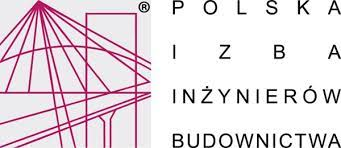 ®
POLSKA
IZBA
INŻYNIERÓW
BUDOWNICTWA